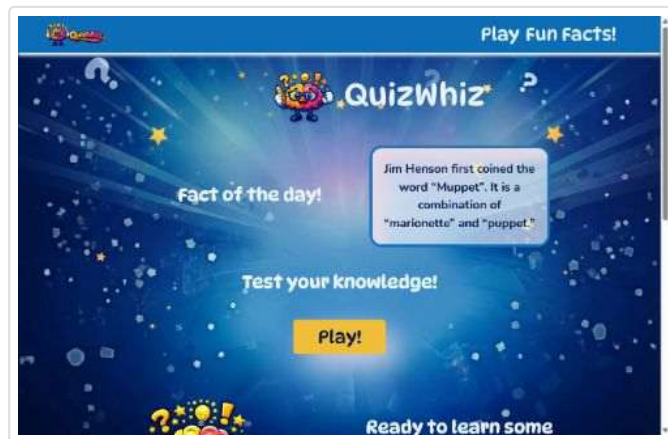 Play Fun Facts!
QuizWhiz
Jim Henson first coined the
word “Muppet”. It is a
combination of
“marionette” and “puppet.”
Fact of the day!
Test your knowledge!
Play!
Ready to learn some